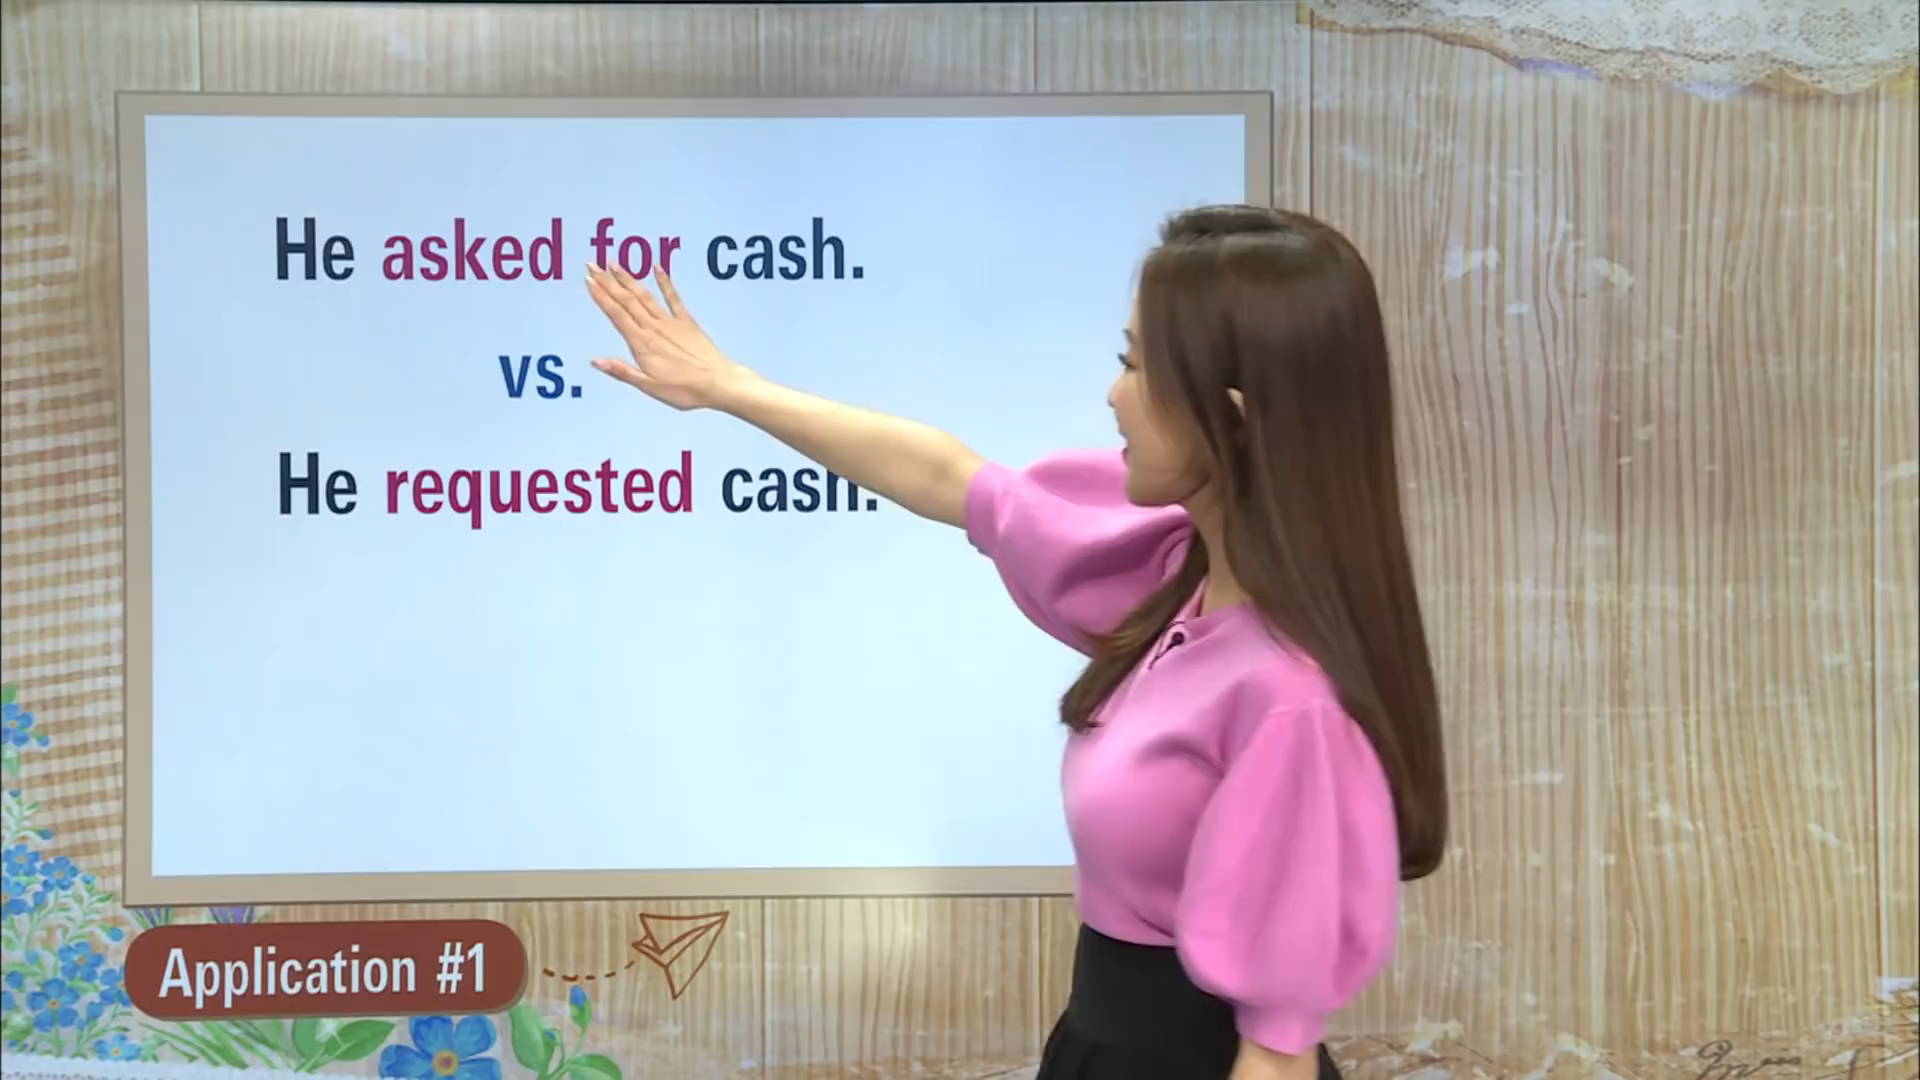 He asked for cash.
vs.
He requested cash.
Application #1